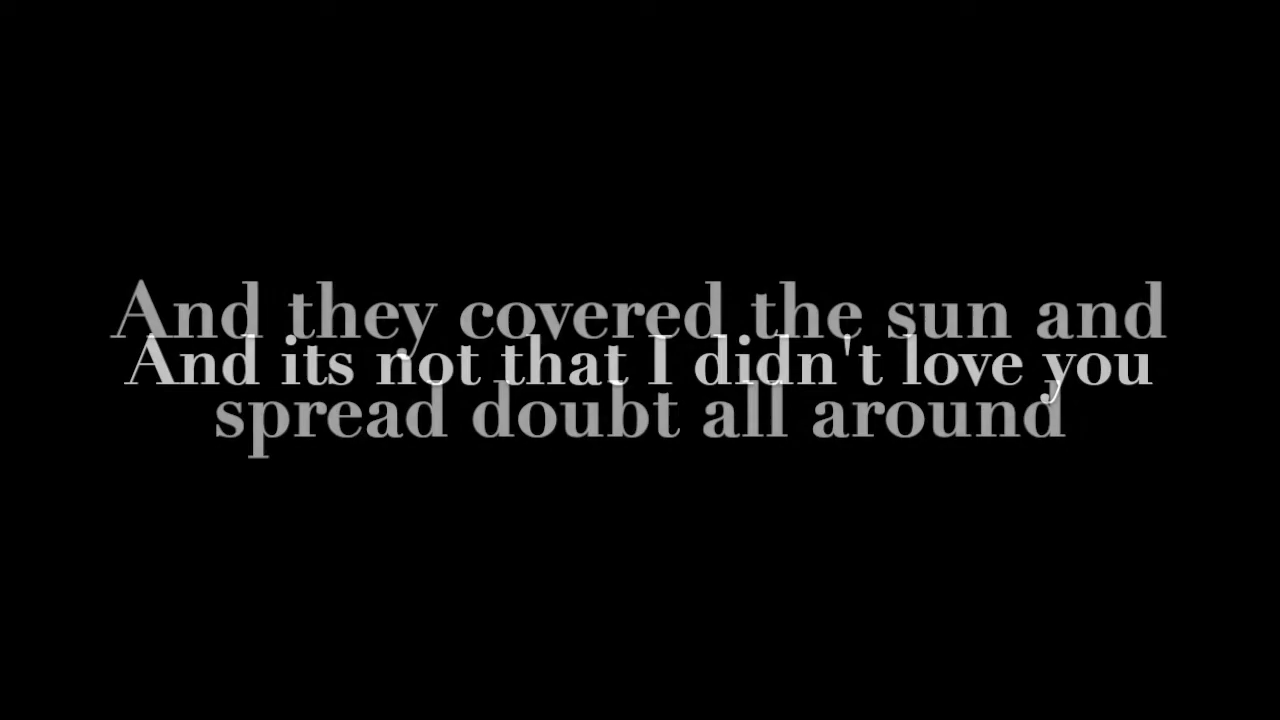 And they covered the sun and
And its not that I didn't love you
spread doubt all around